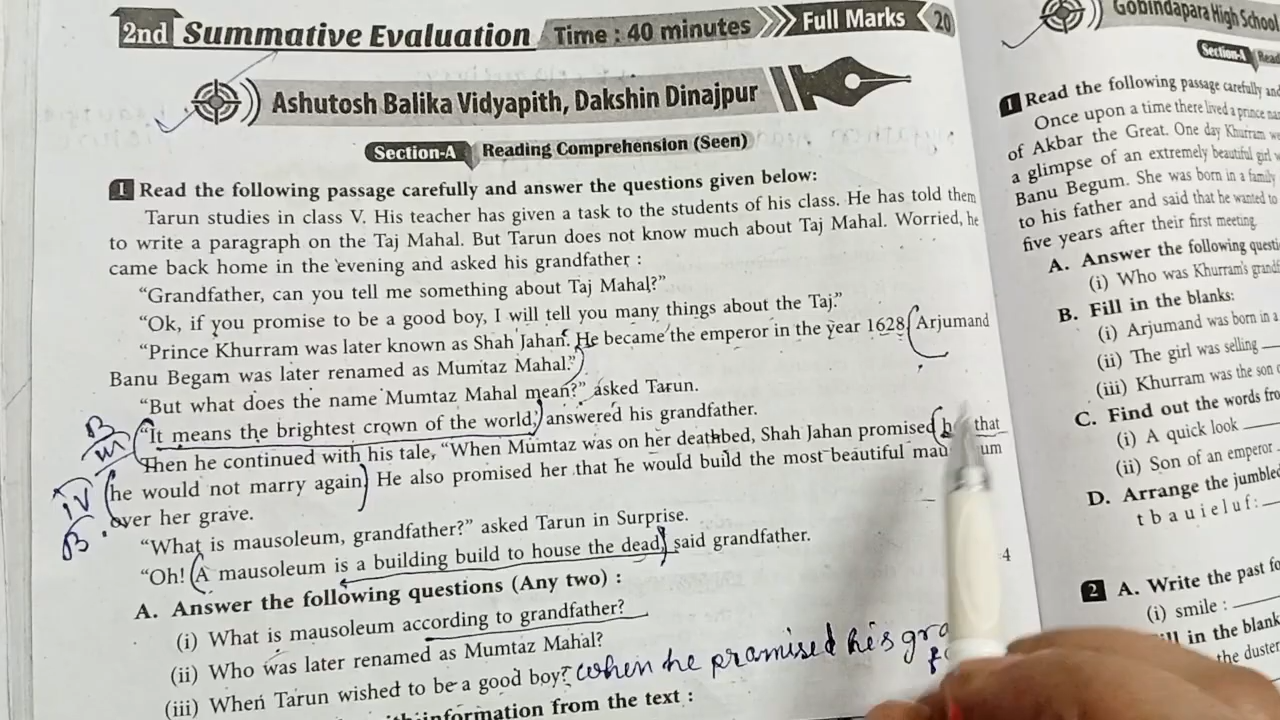 2nd Summative Evaluation Time : 40 minutes Full Marks 20
Ashutosh Balika Vidyapith, Dakshin Dinajpur
Section-A Reading Comprehension (Seen)
1 Read the following passage carefully and answer the questions given below:
Tarun studies in class V. His teacher has given a task to the students of his class. He has told them
to write a paragraph on the Taj Mahal. But Tarun does not know much about Taj Mahal. Worried, he
came back home in the evening and asked his grandfather :
“Grandfather, can you tell me something about Taj Mahal?”
“Ok, if you promise to be a good boy, I will tell you many things about the Taj.”
“Prince Khurram was later known as Shah Jahan. He became the emperor in the year 1628. Arjumand
Banu Begam was later renamed as Mumtaz Mahal.”
“But what does the name Mumtaz Mahal mean?” asked Tarun.
B
iii
“It means the brightest crown of the world,” answered his grandfather.
Then he continued with his tale, “When Mumtaz was on her deathbed, Shah Jahan promised that
iv
he would not marry again. He also promised her that he would build the most beautiful
B
over her grave.
“What is mausoleum, grandfather?” asked Tarun in Surprise.
“Oh! A mausoleum is a building build to house the dead,” said grandfather.
A. Answer the following questions (Any two) :
4
(i) What is mausoleum according to grandfather?
(ii) Who was later renamed as Mumtaz Mahal?
(iii) When Tarun wished to be a good boy? when he promised his
information from the text :
Gobindapara High School
Section-A
1 Read the following passage carefully and
Once upon a time there lived a prince
of Akbar the Great. One day Khurram
a glimpse of an extremely beautiful girl
Banu Begum. She was born in a family
to his father and said that he wanted to
five years after their first meeting.
A. Answer the following
(i) Who was Khurram's
B. Fill in the blanks:
(i) Arjumand was born in a
(ii) The girl was selling
(iii) Khurram was the son
C. Find out the words
(i) A quick look
(ii) Son of an emperor
D. Arrange the
t b a u i e l u f :
2 A. Write the past
(i) smile :
in the
the duster